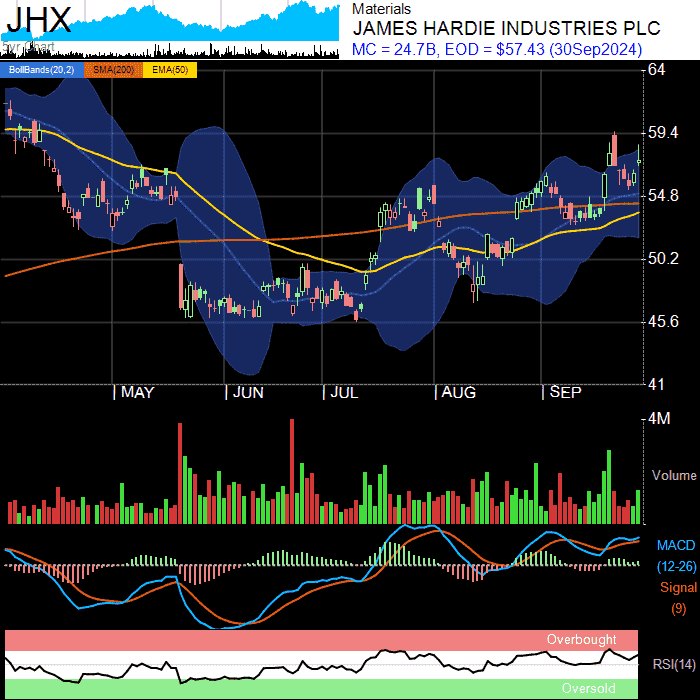 JHX
5yr Chart
Materials
JAMES HARDIE INDUSTRIES PLC
MC = 24.7B, EOD = $57.43 (30Sep2024)
BollBands(20,2) SMA(200) EMA(50)
64
59.4
54.8
50.2
45.6
41
MAY JUN JUL AUG SEP
4M
Volume
MACD
(12-26)
Signal
(9)
Overbought
RSI(14)
Oversold